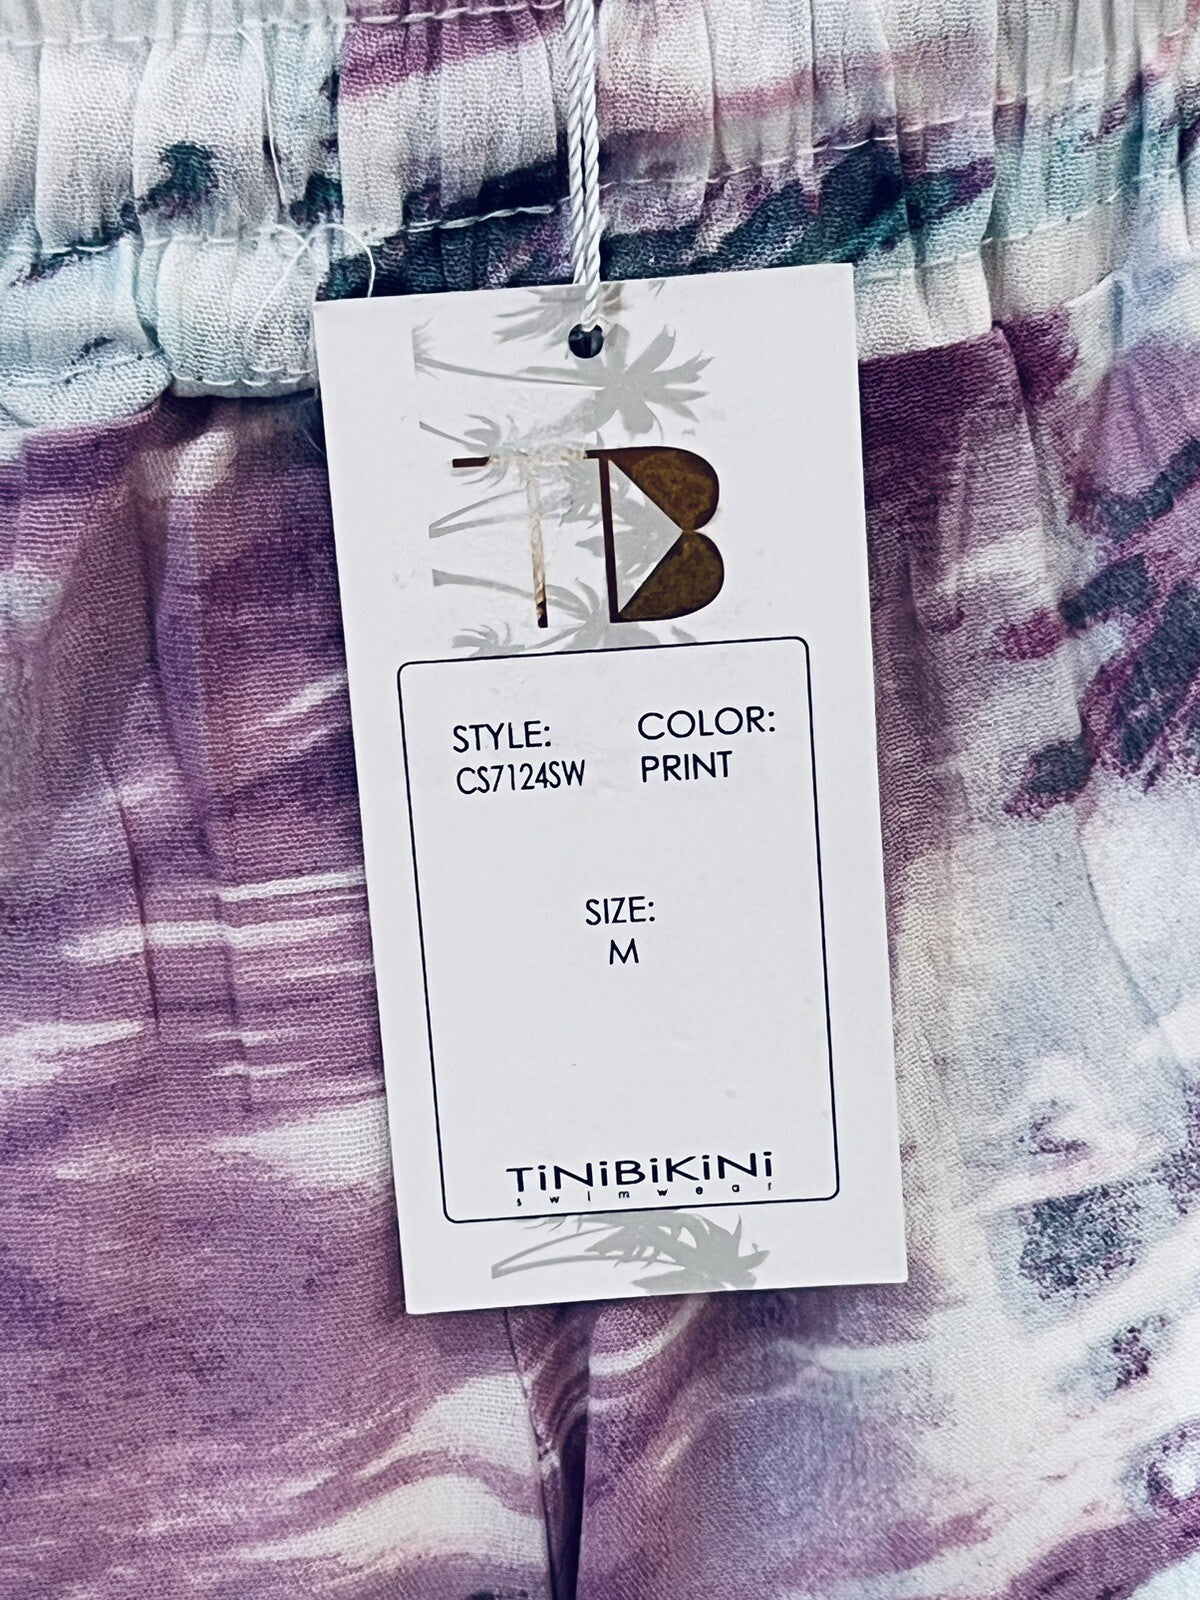 TB
STYLE: COLOR:
CS7124SW PRINT
SIZE:
M
TiNiBiKiNi
swimwear